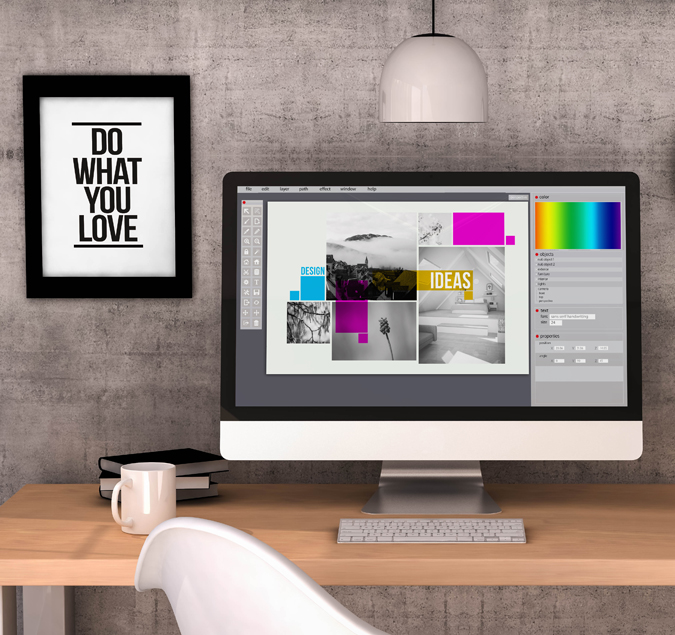 DO
WHAT
YOU
LOVE
file edit layer path effect window help
color
DESIGN
IDEAS
objects
text
properties